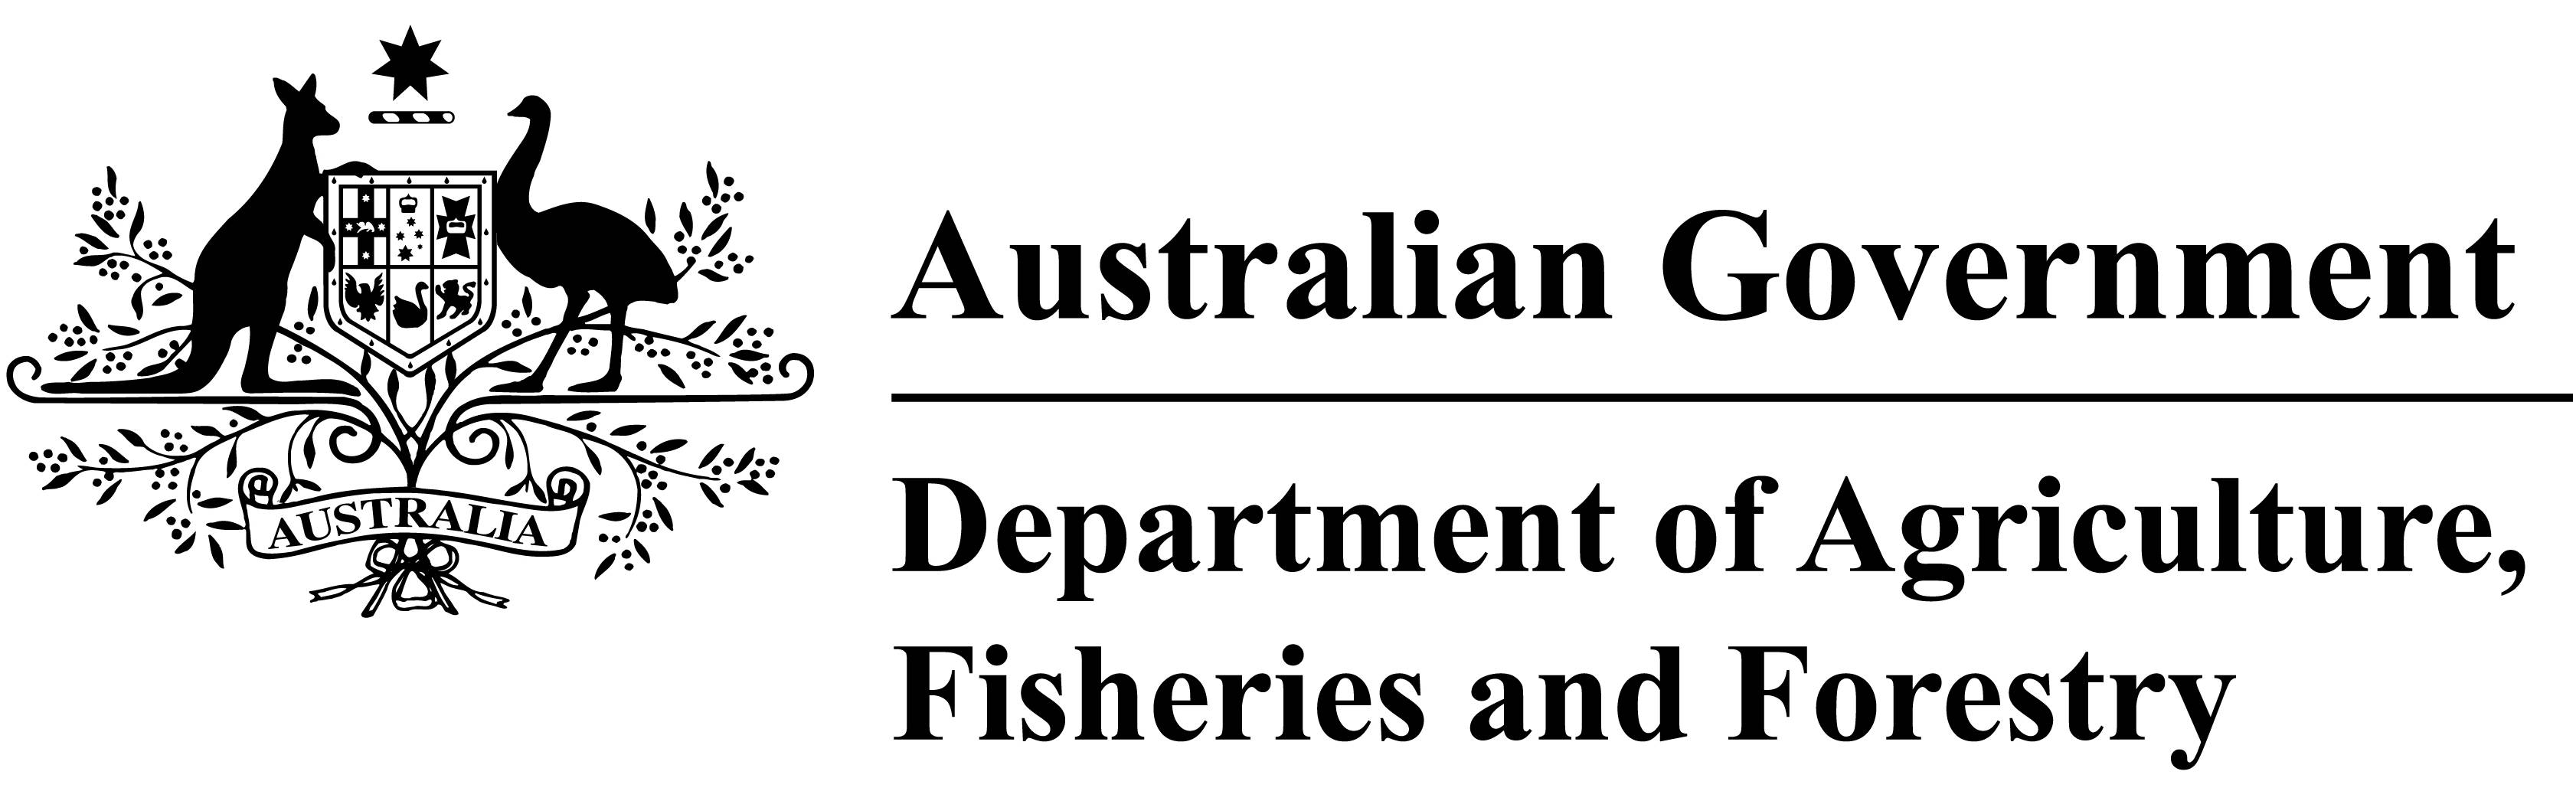 AUSTRALIA
Australian Government
Department of Agriculture,
Fisheries and Forestry